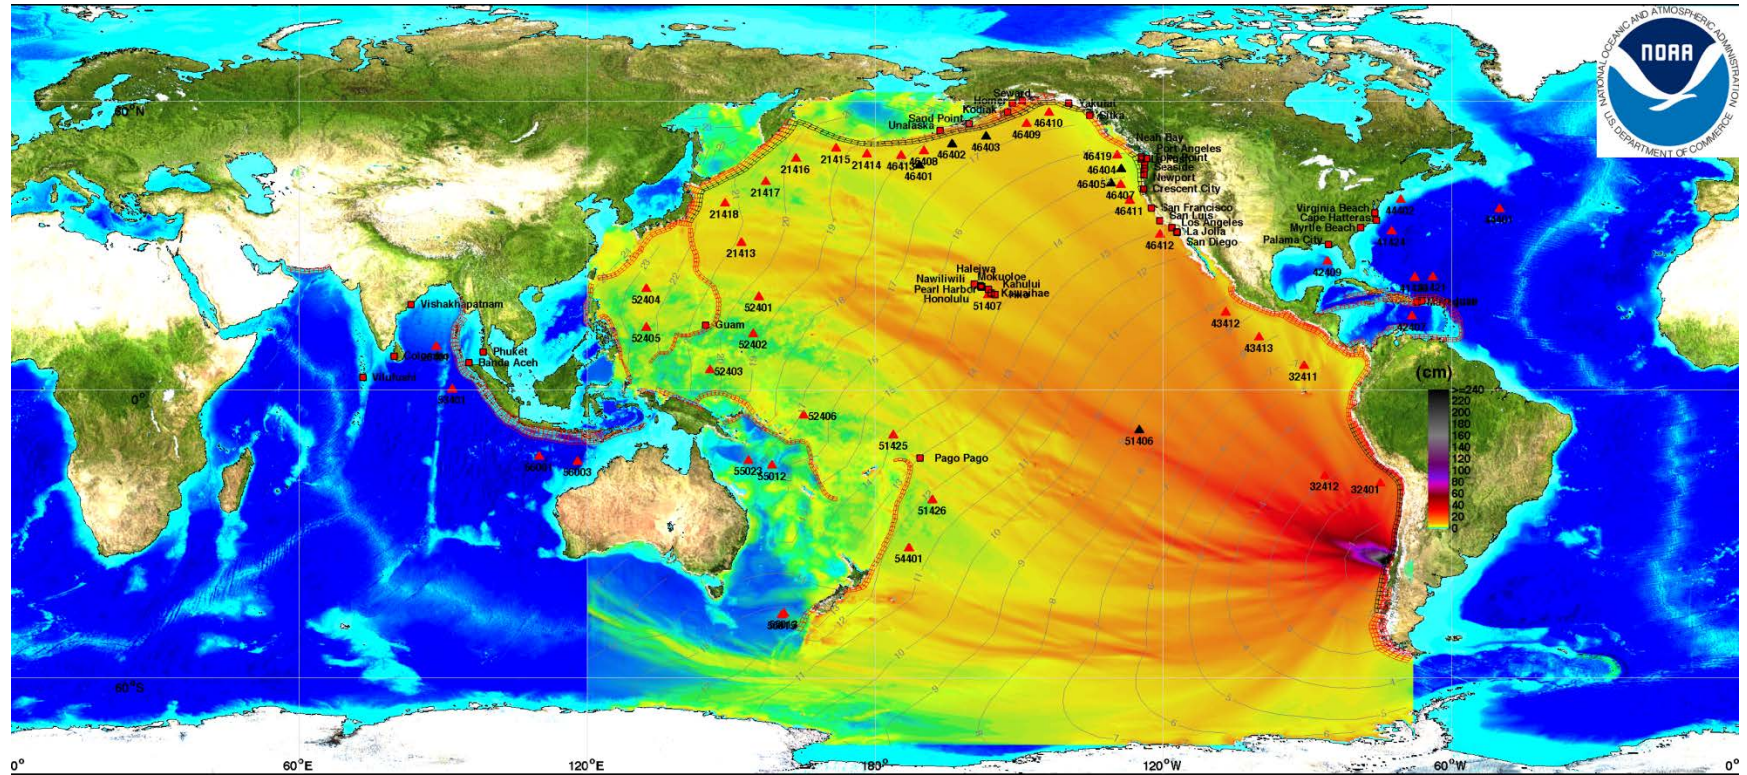 NATIONAL OCEANIC AND ATMOSPHERIC ADMINISTRATION
NOAA
U.S. DEPARTMENT OF COMMERCE
60°N
Seward
Homer
Kodiak
Yakutat
Sitka
Sand Point
Unalaska
46410
46409
46403
46402
46408
46413
46401
21415
21414
21416
21417
21418
21413
Neah Bay
Port Angeles
Seaside
Newport
Crescent City
46419
46404
46405
46407
46411
San Francisco
San Luis
Los Angeles
La Jolla
San Diego
46412
Virginia Beach
Cape Hatteras
Myrtle Beach
Palama City
44402
44401
41424
42409
42407
Haleiwa
Nawiliwili
Mokuoloe
Pearl Harbor
Kahului
Kawaihae
Honolulu
51407
52404
52401
52405
Guam
52402
52403
52406
43412
43413
32411
Vishakhapatnam
Colombo
Phuket
Banda Aceh
Vilufushi
0°
56001
56003
55023
55012
51425
Pago Pago
51426
54401
51406
32412
32401
(cm)
>=240
220
200
180
160
140
120
100
80
60
40
20
0
60°S
60°E
120°E
180°
120°W
60°W
0°